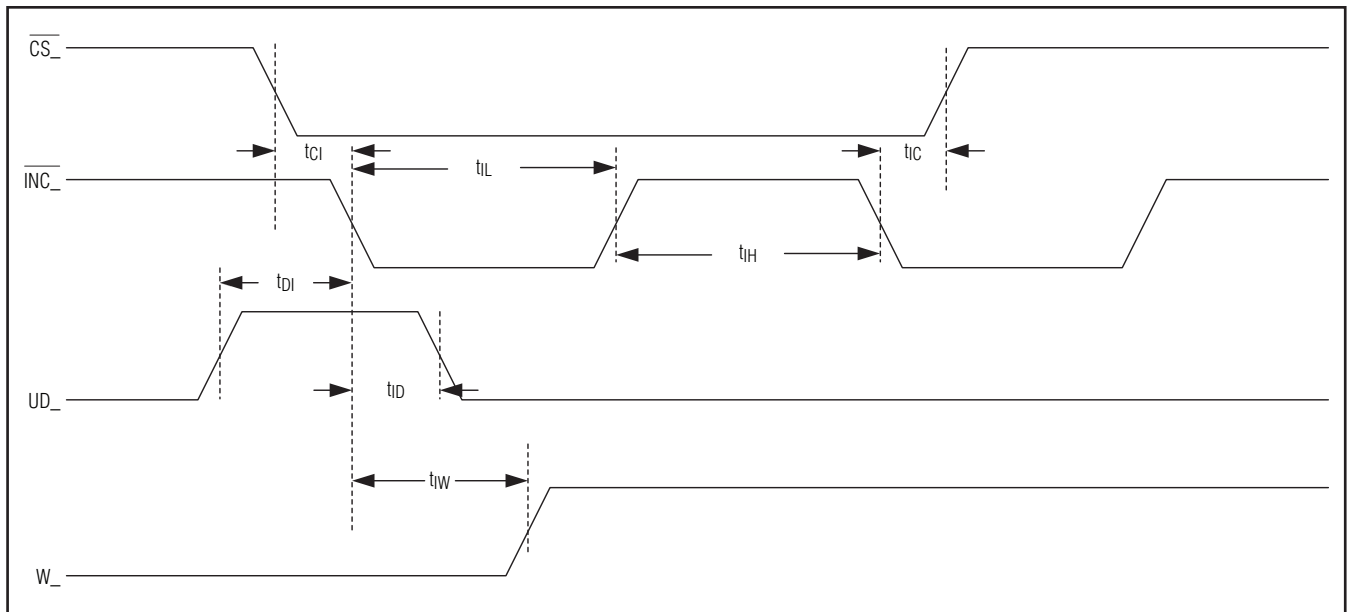 CS_
tCI
tIC
tIL
INC_
tIH
tDI
tID
UD_
tIW
W_